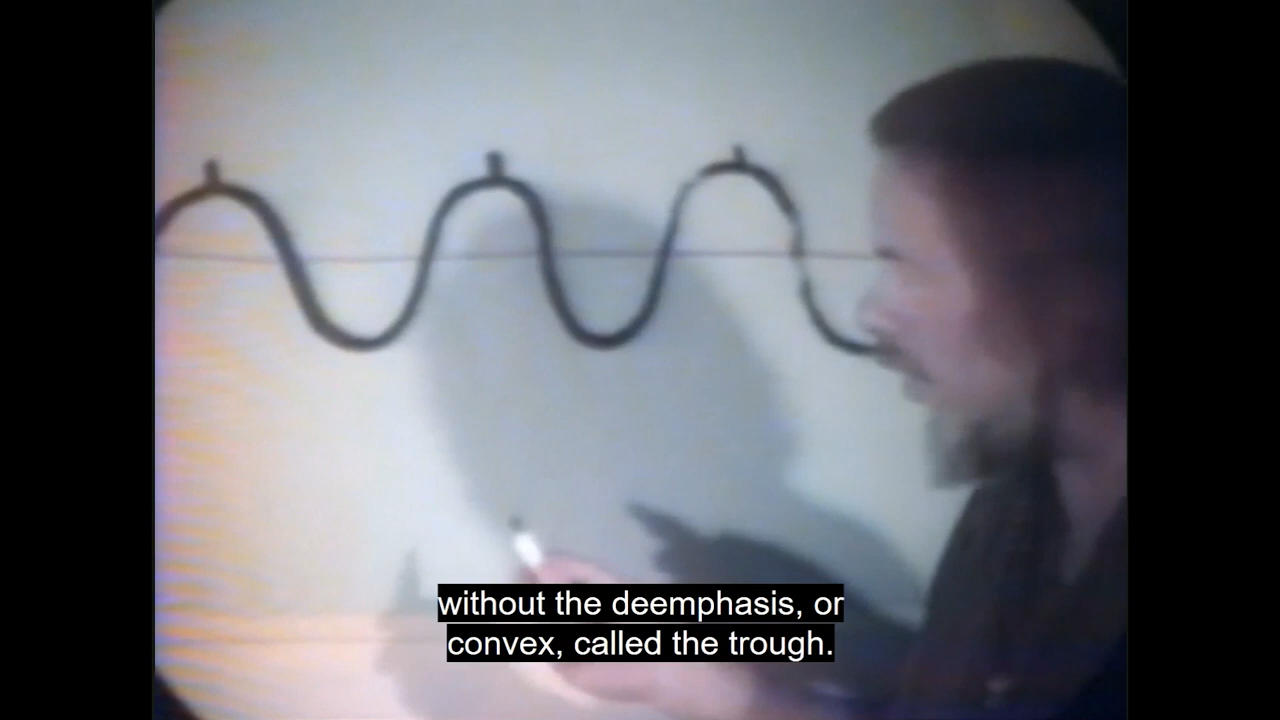 without the deemphasis, or
convex, called the trough.